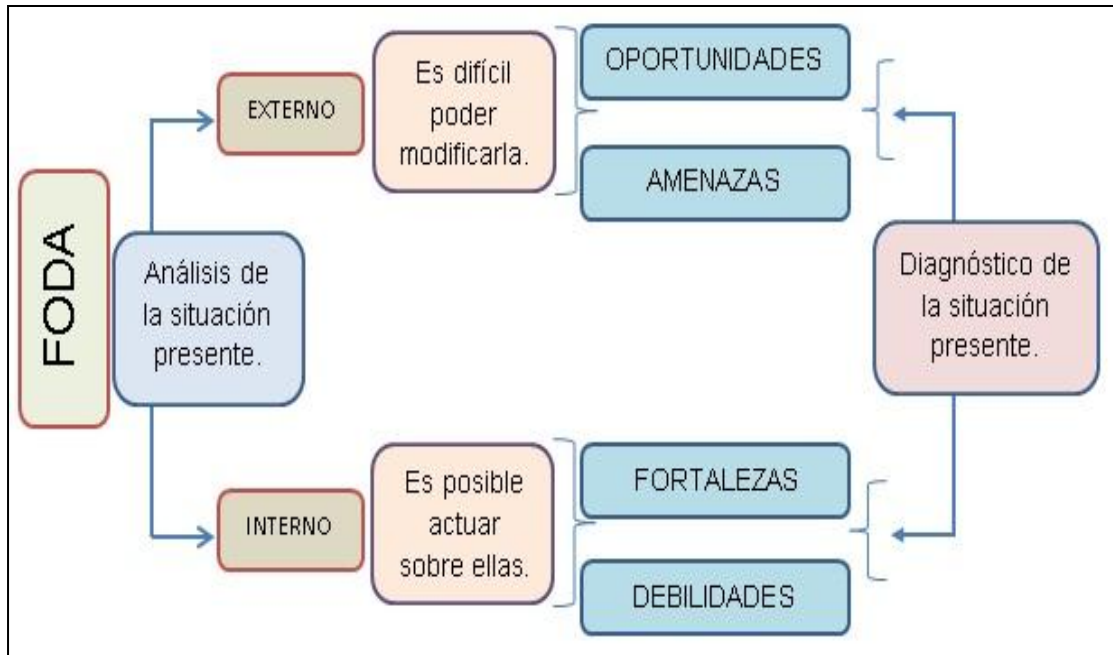 FODA
Análisis de
la situación
presente.
EXTERNO
Es difícil
poder
modificarla.
OPORTUNIDADES
AMENAZAS
INTERNO
Es posible
actuar
sobre ellas.
FORTALEZAS
DEBILIDADES
Diagnóstico de
la situación
presente.